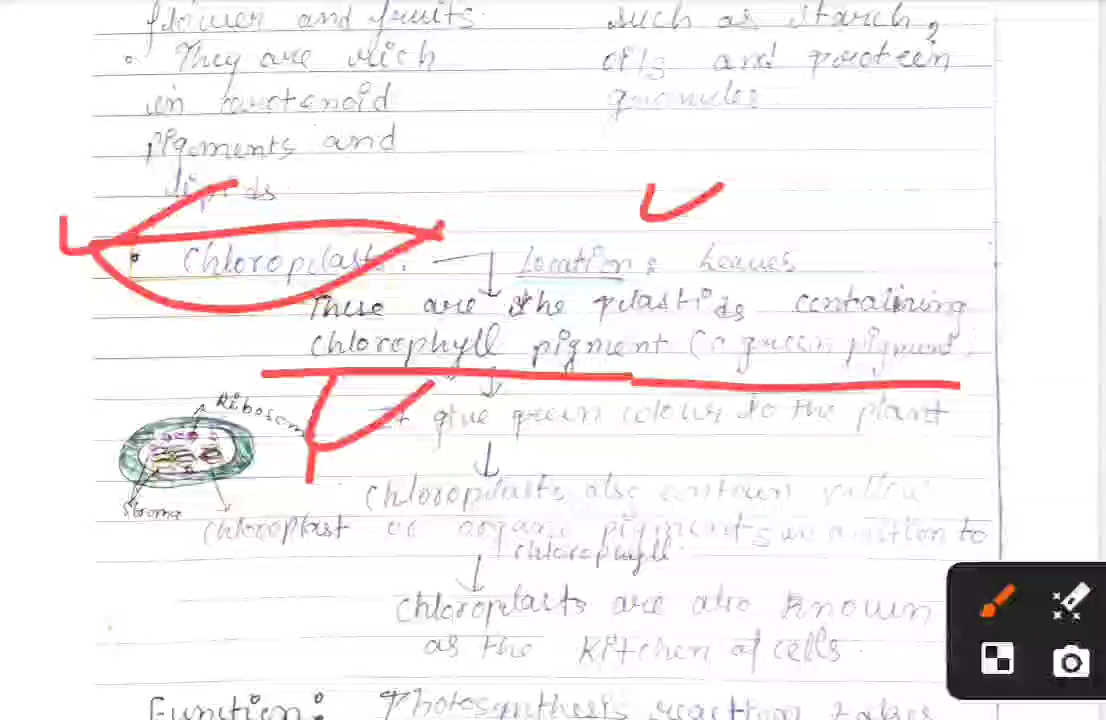 flower and fruits.
• They are rich
in carotenoid
pigments and
lipids
such as starch,
oils and protein
granules
• Chloroplasts. Location: Leaves
These are the plastids containing
chlorophyll pigment ( green pigment
It give green colour to the plant
Ribosom
Stroma
Chloroplast
Chloroplasts also contain yellow
or pigments in addition to
chlorophyll.
chloroplasts are also known
as the kitchen of cells.
Function: Photosynthesis reaction takes